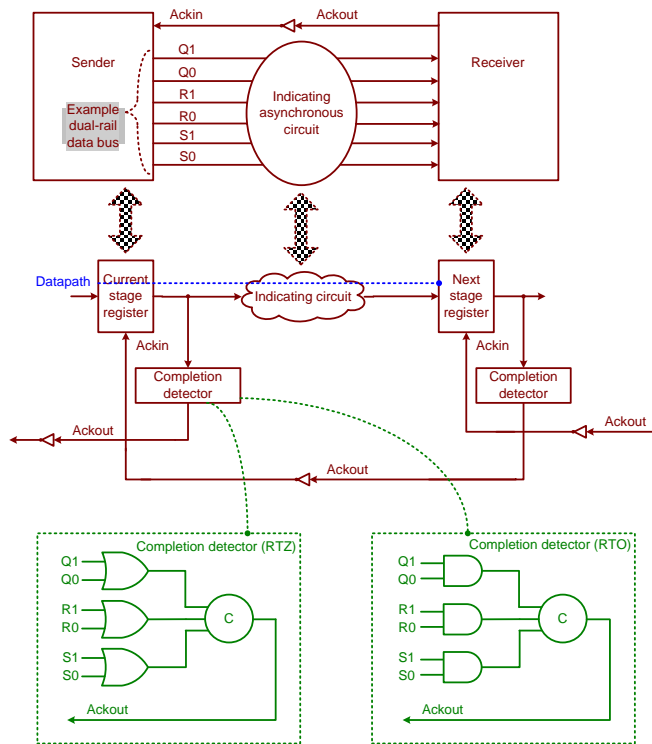 Ackin
Ackout
Sender
Q1
Q0
R1
R0
S1
S0
Example
dual-rail
data bus
Indicating
asynchronous
circuit
Receiver
Datapath
Current
stage
register
Indicating circuit
Next
stage
register
Ackin
Completion
detector
Ackin
Completion
detector
Ackout
Ackout
Ackout
Completion detector (RTZ)
Q1
Q0
R1
R0
S1
S0
C
Ackout
Completion detector (RTO)
Q1
Q0
R1
R0
S1
S0
C
Ackout